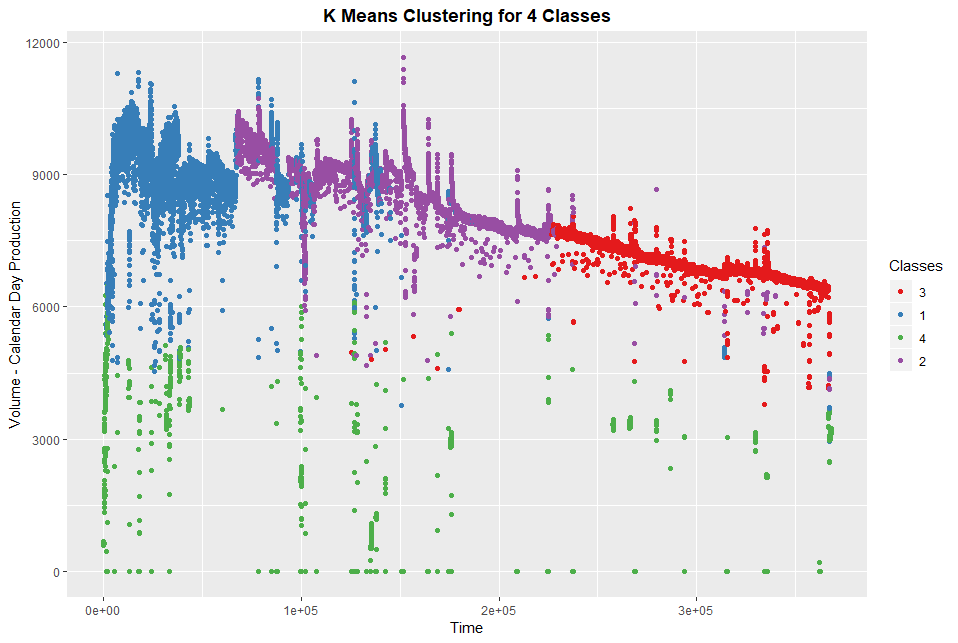 K Means Clustering for 4 Classes
Volume - Calendar Day Production
12000
9000
6000
3000
0
0e+00 1e+05 2e+05 3e+05
Time
Classes
3
1
4
2